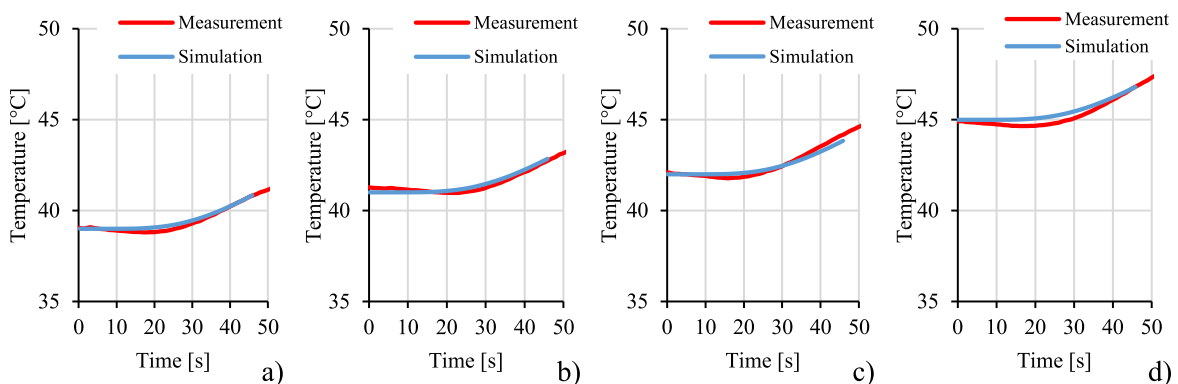 Measurement
Simulation
Temperature [°C]
50
45
40
35
0 10 20 30 40 50
Time [s]
a)
Measurement
Simulation
Temperature [°C]
50
45
40
35
0 10 20 30 40 50
Time [s]
b)
Measurement
Simulation
Temperature [°C]
50
45
40
35
0 10 20 30 40 50
Time [s]
c)
Measurement
Simulation
Temperature [°C]
50
45
40
35
0 10 20 30 40 50
Time [s]
d)